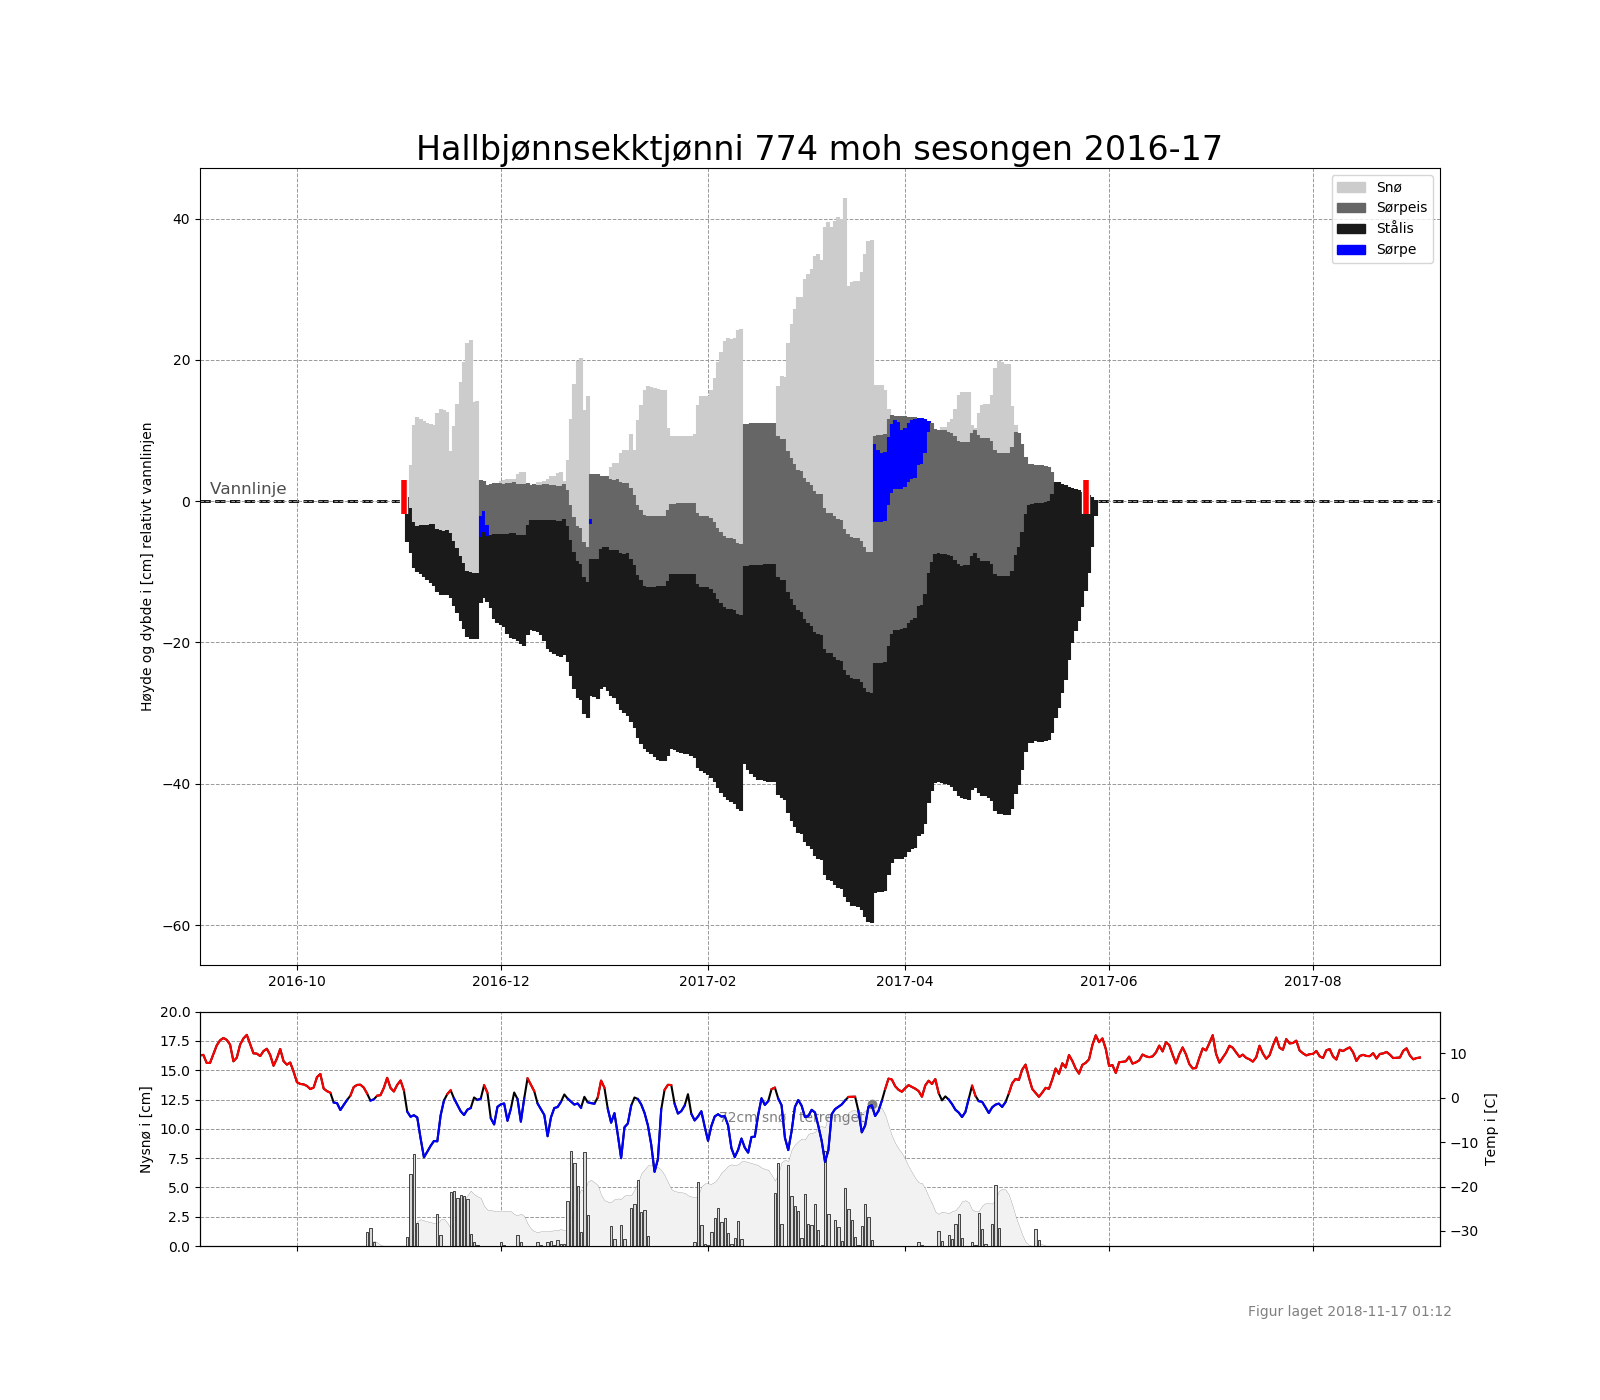 Hallbjønnsekktjønni 774 moh sesongen 2016-17
Høyde og dybde i [cm] relativt vannlinjen
40
20
0
−20
−40
−60
Vannlinje
Snø
Sørpeis
Stålis
Sørpe
2016-10
2016-12
2017-02
2017-04
2017-06
2017-08
Nysnø i [cm]
20.0
17.5
15.0
12.5
10.0
7.5
5.0
2.5
0.0
72cm snø i terrenget
10
0
−10
−20
−30
Temp i [C]
Figur laget 2018-11-17 01:12